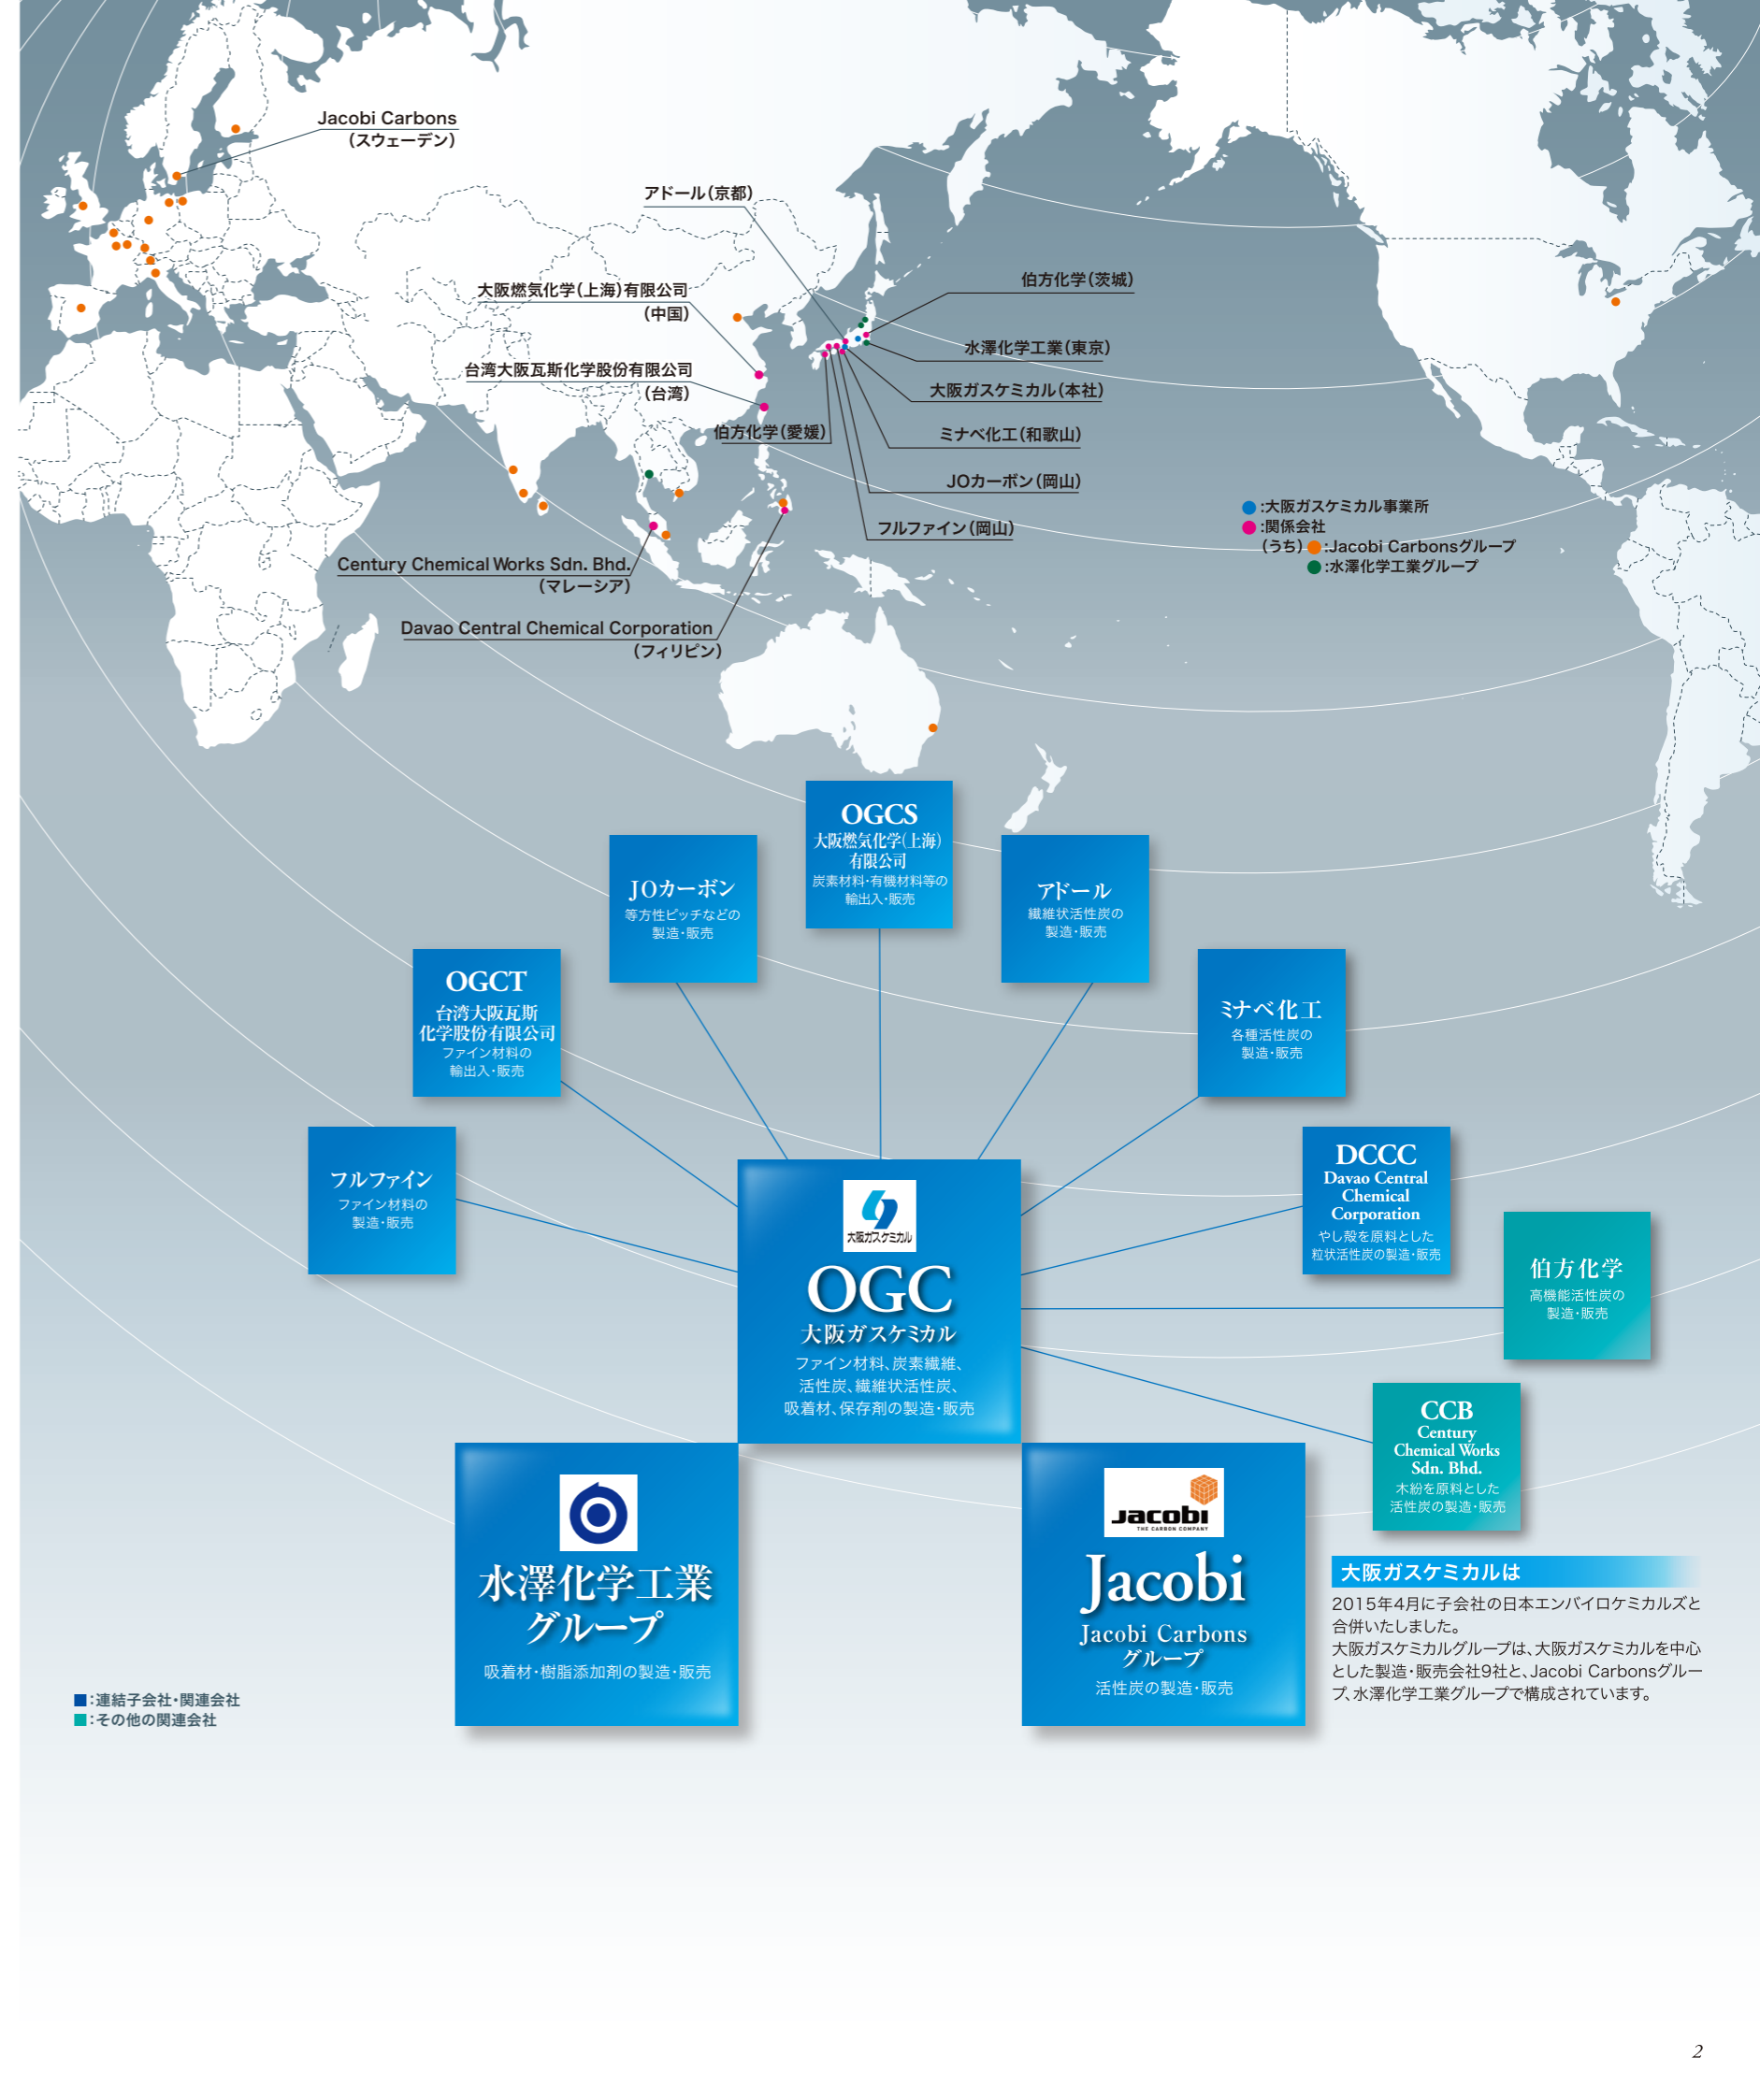 Jacobi Carbons
（スウェーデン）
アドール（京都）
大阪燃気化学（上海）有限公司
（中国）
台湾大阪瓦斯化学股份有限公司
（台湾）
伯方化学（愛媛）
伯方化学（茨城）
水澤化学工業（東京）
大阪ガスケミカル（本社）
ミナベ化工（和歌山）
JOカーボン（岡山）
フルファイン（岡山）
Century Chemical Works Sdn. Bhd.
（マレーシア）
Davao Central Chemical Corporation
（フィリピン）
:大阪ガスケミカル事業所
:関係会社
（うち） :Jacobi Carbonsグループ
:水澤化学工業グループ
OGCS
大阪燃気化学（上海）
有限公司
炭素材料・有機材料等の
輸出入・販売
JOカーボン
等方性ピッチなどの
製造・販売
アドール
繊維状活性炭の
製造・販売
OGCT
台湾大阪瓦斯
化学股份有限公司
ファイン材料の
輸出入・販売
ミナベ化工
各種活性炭の
製造・販売
フルファイン
ファイン材料の
製造・販売
DCCC
Davao Central
Chemical
Corporation
やし殻を原料とした
粒状活性炭の製造・販売
大阪ガスケミカル
OGC
大阪ガスケミカル
ファイン材料、炭素繊維、
活性炭、繊維状活性炭、
吸着材、保存剤の製造・販売
伯方化学
高機能活性炭の
製造・販売
CCB
Century
Chemical Works
Sdn. Bhd.
木紛を原料とした
活性炭の製造・販売
水澤化学工業
グループ
吸着材・樹脂添加剤の製造・販売
Jacobi
THE CARBON COMPANY
Jacobi
Jacobi Carbons
グループ
活性炭の製造・販売
大阪ガスケミカルは
2015年4月に子会社の日本エンバイロケミカルズと
合併いたしました。
大阪ガスケミカルグループは、大阪ガスケミカルを中心
とした製造・販売会社9社と、Jacobi Carbonsグルー
プ、水澤化学工業グループで構成されています。
：連結子会社・関連会社
：その他の関連会社
2